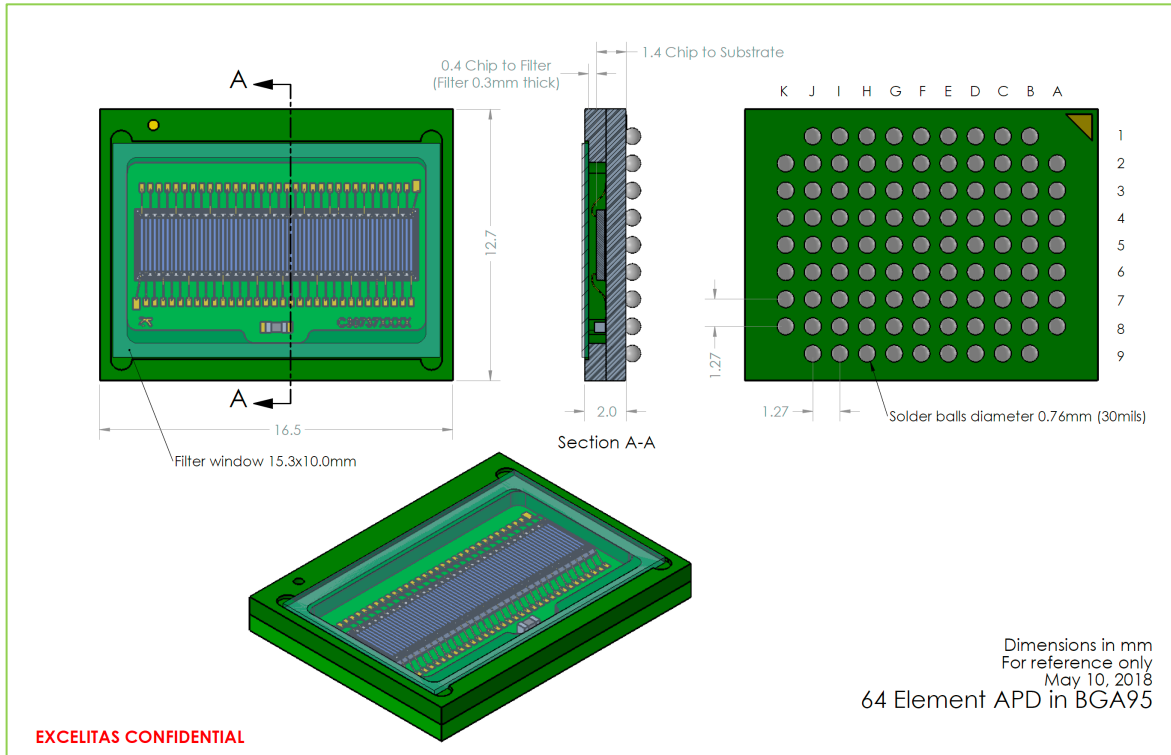 0.4 Chip to Filter
(Filter 0.3mm thick)
1.4 Chip to Substrate
A
A
12.7
16.5
Filter window 15.3x10.0mm
2.0
Section A-A
K J I H G F E D C B A
1
2
3
4
5
6
7
8
9
1.27
1.27
Solder balls diameter 0.76mm (30mils)
Dimensions in mm
For reference only
May 10, 2018
64 Element APD in BGA95
EXCELITAS CONFIDENTIAL